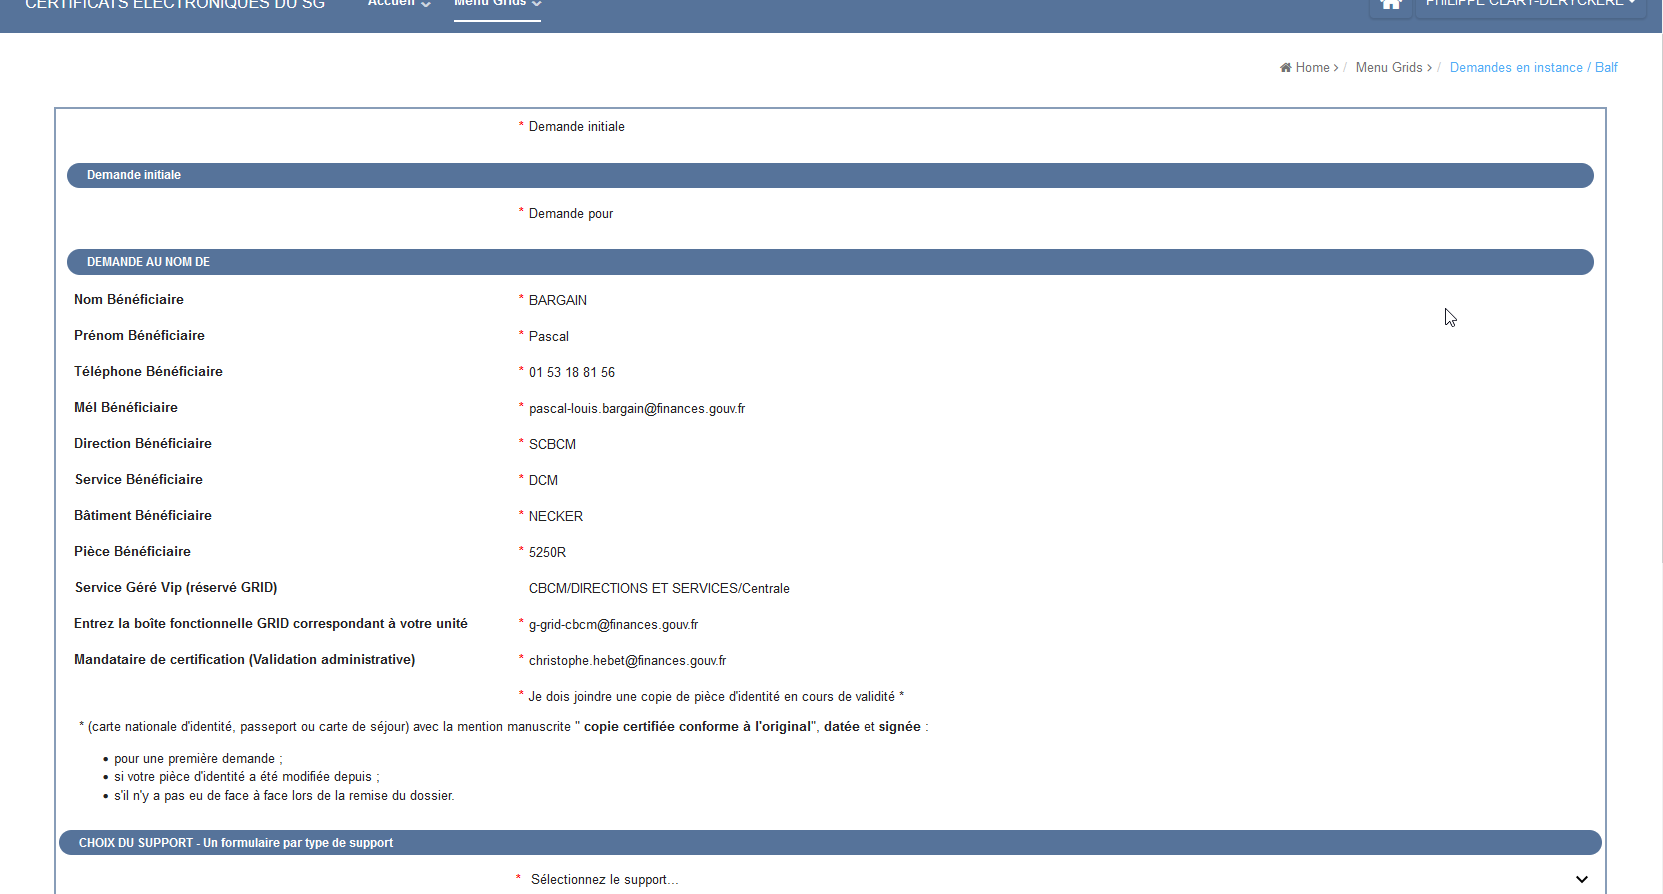 CERTIFICATS ELECTRONIQUES DU SG Accueil Menu Grids PHILIPPE CLART-DERYCKERE
Home > / Menu Grids > / Demandes en instance / Balf
* Demande initiale
Demande initiale
* Demande pour
DEMANDE AU NOM DE
Nom Bénéficiaire * BARGAIN
Prénom Bénéficiaire * Pascal
Téléphone Bénéficiaire * 01 53 18 81 56
Mél Bénéficiaire * pascal-louis.bargain@finances.gouv.fr
Direction Bénéficiaire * SCBCM
Service Bénéficiaire * DCM
Bâtiment Bénéficiaire * NECKER
Pièce Bénéficiaire * 5250R
Service Géré Vip (réservé GRID) CBCM/DIRECTIONS ET SERVICES/Centrale
Entrez la boîte fonctionnelle GRID correspondant à votre unité * g-grid-cbcm@finances.gouv.fr
Mandataire de certification (Validation administrative) * christophe.hebet@finances.gouv.fr
* Je dois joindre une copie de pièce d'identité en cours de validité *
* (carte nationale d'identité, passeport ou carte de séjour) avec la mention manuscrite " copie certifiée conforme à l'original", datée et signée :
• pour une première demande ;
• si votre pièce d'identité a été modifiée depuis ;
• s'il n'y a pas eu de face à face lors de la remise du dossier.
CHOIX DU SUPPORT - Un formulaire par type de support
* Sélectionnez le support...